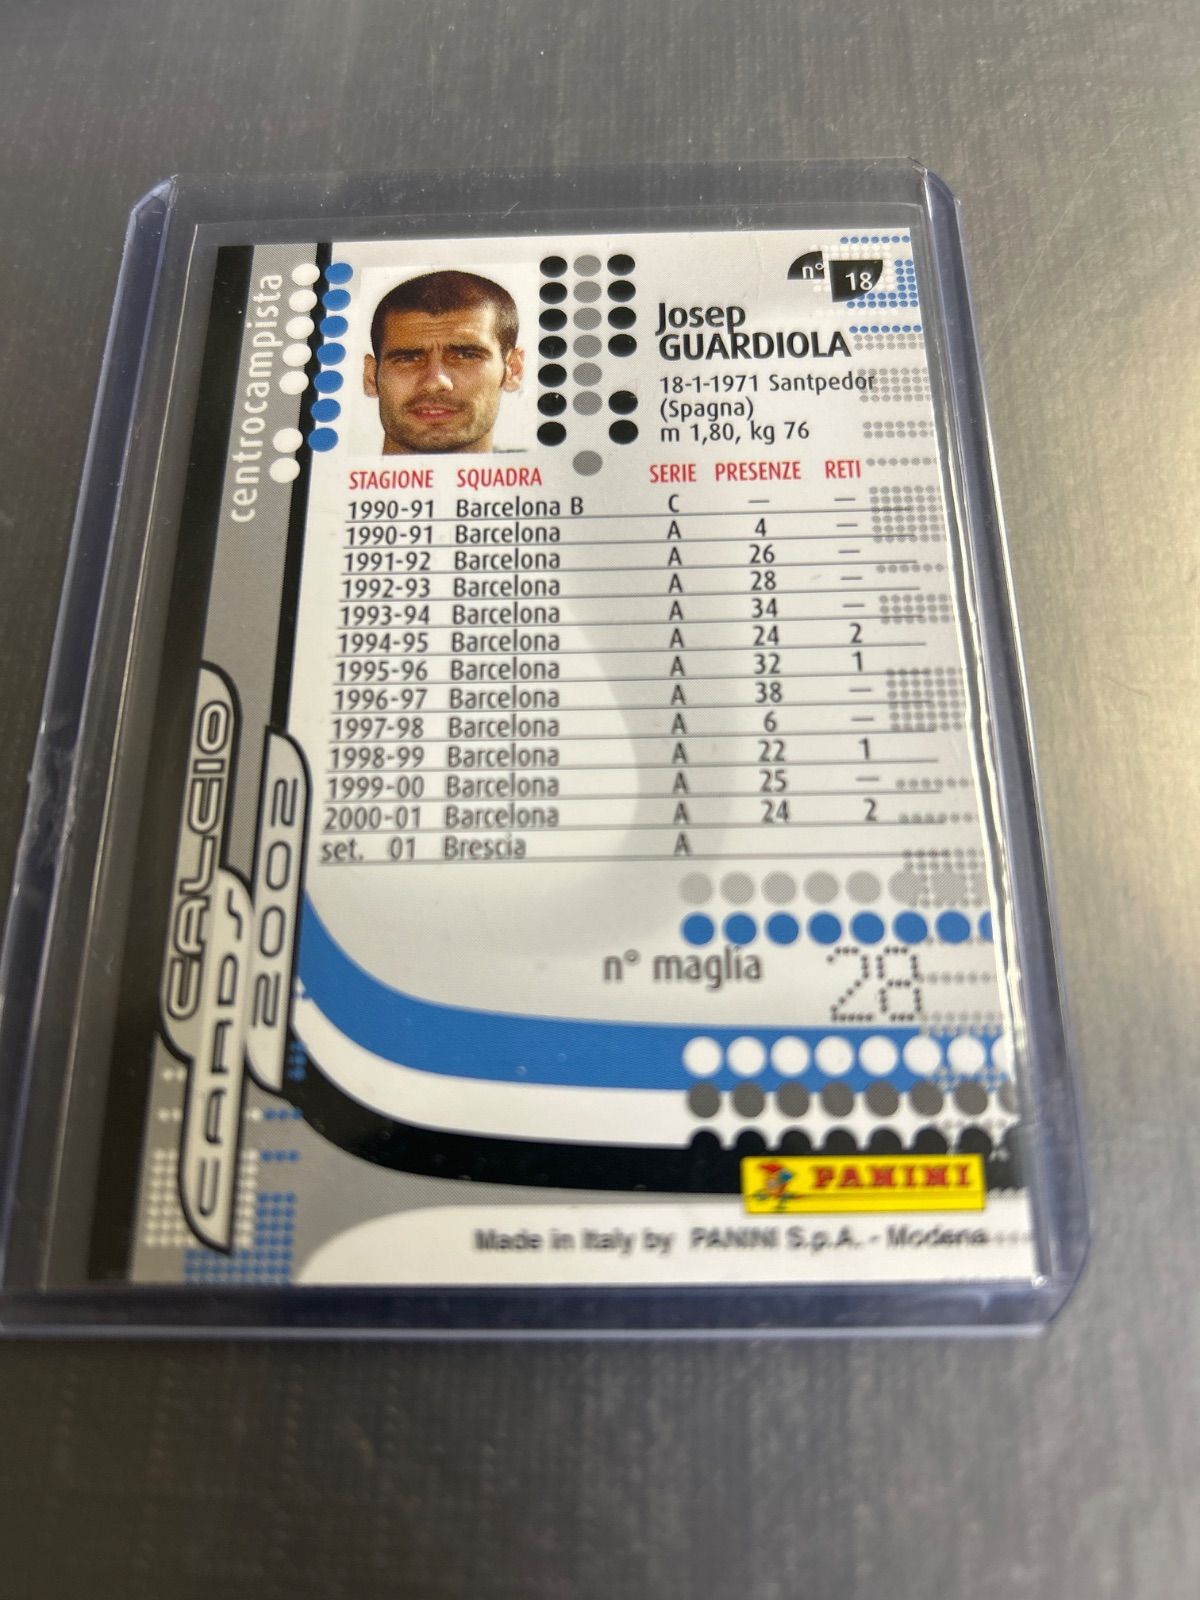 centrocampista
n° 18
Josep
GUARDIOLA
18-1-1971 Santpedor
(Spagna)
m 1,80, kg 76
STAGIONE SQUADRA SERIE PRESENZE RETI
1990-91 Barcelona B C — —
1990-91 Barcelona A 4 —
1991-92 Barcelona A 26 —
1992-93 Barcelona A 28 —
1993-94 Barcelona A 34 —
1994-95 Barcelona A 24 2
1995-96 Barcelona A 32 1
1996-97 Barcelona A 38 —
1997-98 Barcelona A 6 —
1998-99 Barcelona A 22 1
1999-00 Barcelona A 25 —
2000-01 Barcelona A 24 2
set. 01 Brescia A
n° maglia 28
CALCIO
CARDS
2002
PANINI
Made in Italy by PANINI S.p.A. - Modena